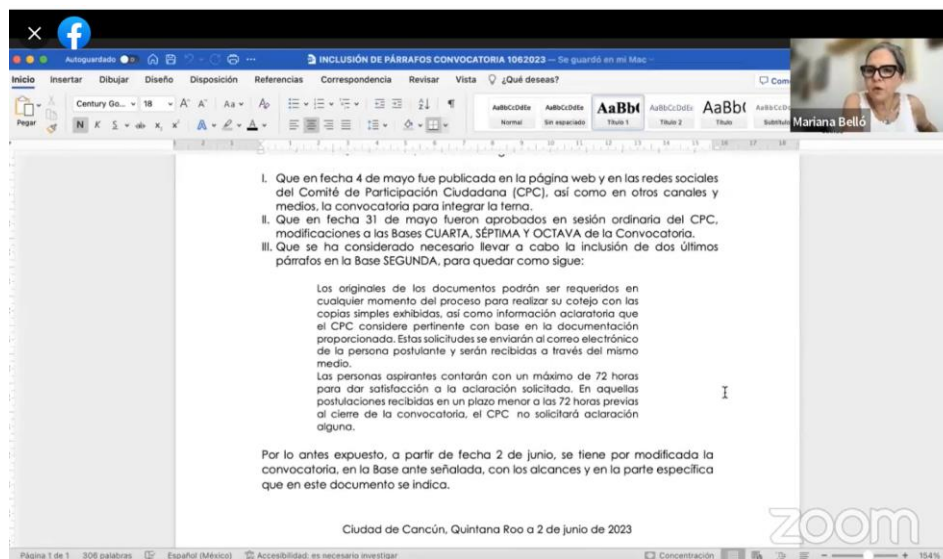 Autoguardado
INCLUSIÓN DE PÁRRAFOS CONVOCATORIA 1062023 — Se guardó en mi Mac
Inicio Insertar Dibujar Diseño Disposición Referencias Correspondencia Revisar Vista ¿Qué deseas?
Century Go... 18
Pegar
AaBbCcDdEe AaBbCcDdEe AaBb( AaBbCcDdEe AaBb(
Normal Sin espaciado Título 1 Título 2 Título
Mariana Belló
I. Que en fecha 4 de mayo fue publicada en la página web y en las redes sociales
del Comité de Participación Ciudadana (CPC), así como en otros canales y
medios, la convocatoria para integrar la terna.
II. Que en fecha 31 de mayo fueron aprobados en sesión ordinaria del CPC,
modificaciones a las Bases CUARTA, SÉPTIMA Y OCTAVA de la Convocatoria.
III. Que se ha considerado necesario llevar a cabo la inclusión de dos últimos
párrafos en la Base SEGUNDA, para quedar como sigue:
Los originales de los documentos podrán ser requeridos en
cualquier momento del proceso para realizar su cotejo con las
copias simples exhibidas, así como información aclaratoria que
el CPC considere pertinente con base en la documentación
proporcionada. Estas solicitudes se enviarán al correo electrónico
de la persona postulante y serán recibidas a través del mismo
medio.
Las personas aspirantes contarán con un máximo de 72 horas
para dar satisfacción a la aclaración solicitada. En aquellas
postulaciones recibidas en un plazo menor a las 72 horas previas
al cierre de la convocatoria, el CPC no solicitará aclaración
alguna.
Por lo antes expuesto, a partir de fecha 2 de junio, se tiene por modificada la
convocatoria, en la Base ante señalada, con los alcances y en la parte específica
que en este documento se indica.
Ciudad de Cancún, Quintana Roo a 2 de junio de 2023
zoom
Página 1 de 1 306 palabras Español (México) Accesibilidad: es necesario investigar Concentración 154%